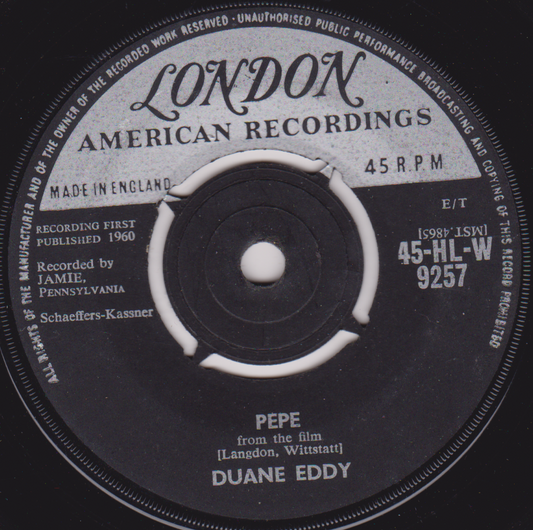 ALL RIGHTS OF THE MANUFACTURER AND OF THE OWNER OF THE RECORDED WORK RESERVED · UNAUTHORISED PUBLIC PERFORMANCE BROADCASTING AND COPYING OF THIS RECORD PROHIBITED
LONDON
AMERICAN RECORDINGS
45 R.P.M
MADE IN ENGLAND
E/T
RECORDING FIRST
PUBLISHED 1960
[MST.4865]
45-HL-W
9257
Recorded by
JAMIE,
PENNSYLVANIA
Schaeffers-Kassner
PEPE
from the film
[Langdon, Wittstatt]
DUANE EDDY